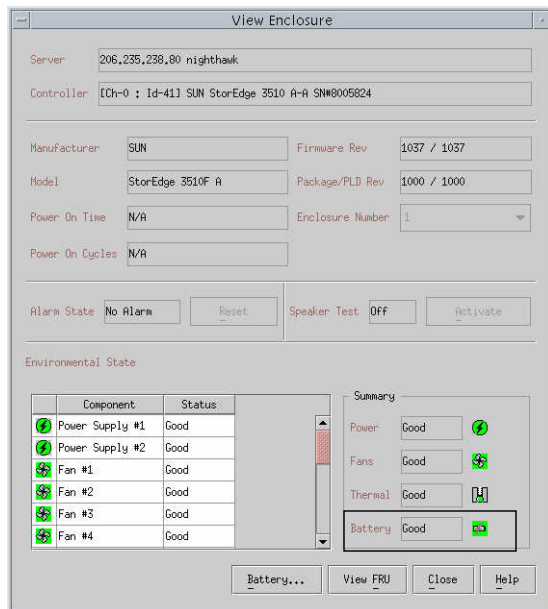 View Enclosure
Server 206,235,238,80 nighthawk
Controller [Ch-0 : Id-41] SUN StorEdge 3510 A-A SN#8005824
Manufacturer SUN Firmware Rev 1037 / 1037
Model StorEdge 3510F A Package/PLD Rev 1000 / 1000
Power On Time N/A Enclosure Number 1
Power On Cycles N/A
Alarm State No Alarm Reset Speaker Test Off Activate
Environmental State
Component Status
Power Supply #1 Good
Power Supply #2 Good
Fan #1 Good
Fan #2 Good
Fan #3 Good
Fan #4 Good
Summary
Power Good
Fans Good
Thermal Good
Battery Good
Battery... View FRU Close Help